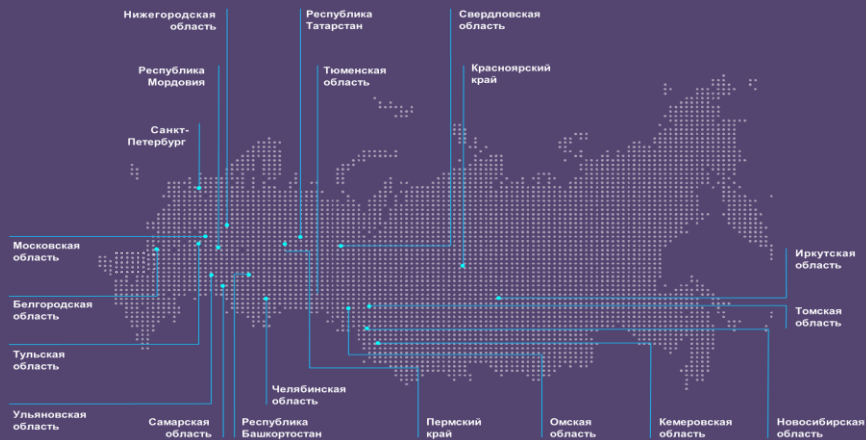 Нижегородская
область
Республика
Татарстан
Свердловская
область
Республика
Мордовия
Тюменская
область
Красноярский
край
Санкт-
Петербург
Московская
область
Иркутская
область
Белгородская
область
Томская
область
Тульская
область
Челябинская
область
Ульяновская
область
Самарская
область
Республика
Башкортостан
Пермский
край
Омская
область
Кемеровская
область
Новосибирская
область